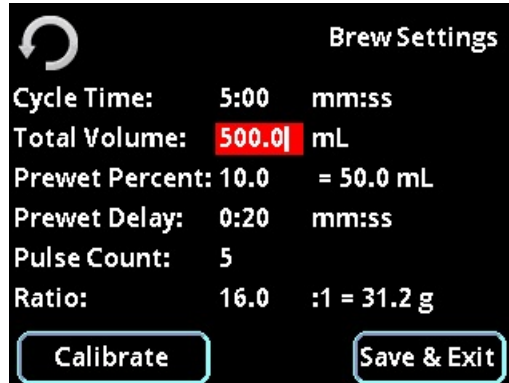 Brew Settings
Cycle Time: 5:00 mm:ss
Total Volume: 500.0 mL
Prewet Percent: 10.0 = 50.0 mL
Prewet Delay: 0:20 mm:ss
Pulse Count: 5
Ratio: 16.0 :1 = 31.2 g
Calibrate Save & Exit